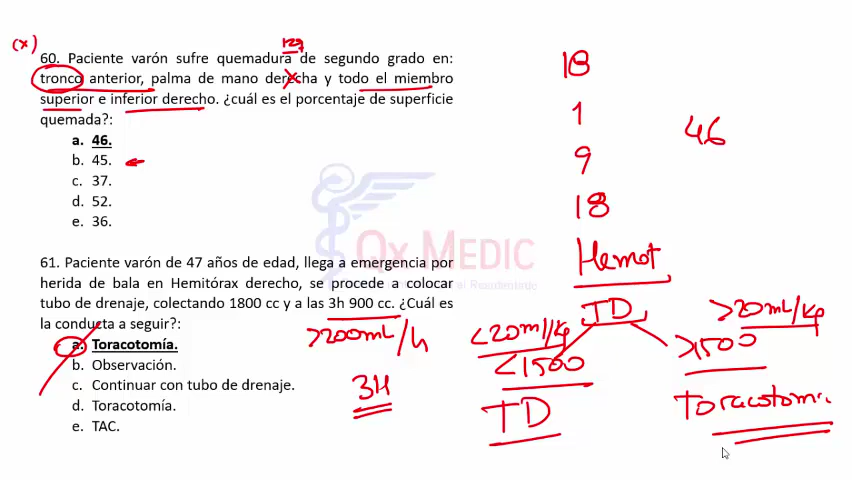 (x)
izq
60. Paciente varón sufre quemadura de segundo grado en:
tronco anterior, palma de mano derecha y todo el miembro
superior e inferior derecho. ¿cuál es el porcentaje de superficie
quemada?:
a. 46.
b. 45.
c. 37.
d. 52.
e. 36.
18
1
9
18
46
Qx MEDIC
61. Paciente varón de 47 años de edad, llega a emergencia por
herida de bala en Hemitórax derecho, se procede a colocar
tubo de drenaje, colectando 1800 cc y a las 3h 900 cc. ¿Cuál es
la conducta a seguir?:
a. Toracotomía.
b. Observación.
c. Continuar con tubo de drenaje.
d. Toracotomía.
e. TAC.
>200mL/h
3H
Hemot
TD
<20ml/kg
<1500
TD
>20mL/kg
>1500
Toracotomi